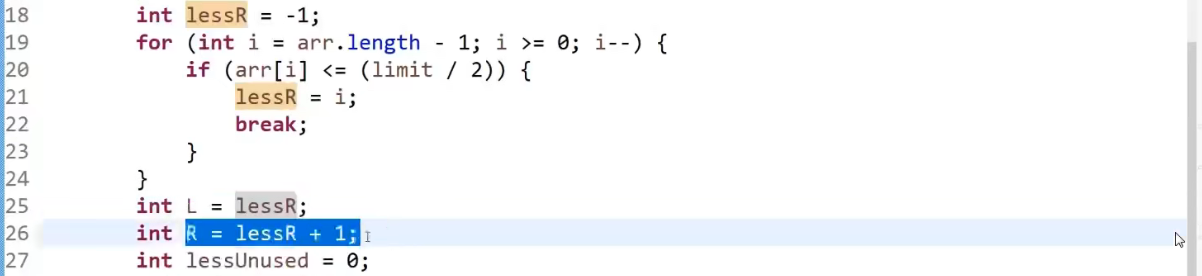 18 int lessR = -1;
19 for (int i = arr.length - 1; i >= 0; i--) {
20 if (arr[i] <= (limit / 2)) {
21 lessR = i;
22 break;
23 }
24 }
25 int L = lessR;
26 int R = lessR + 1;
27 int lessUnused = 0;